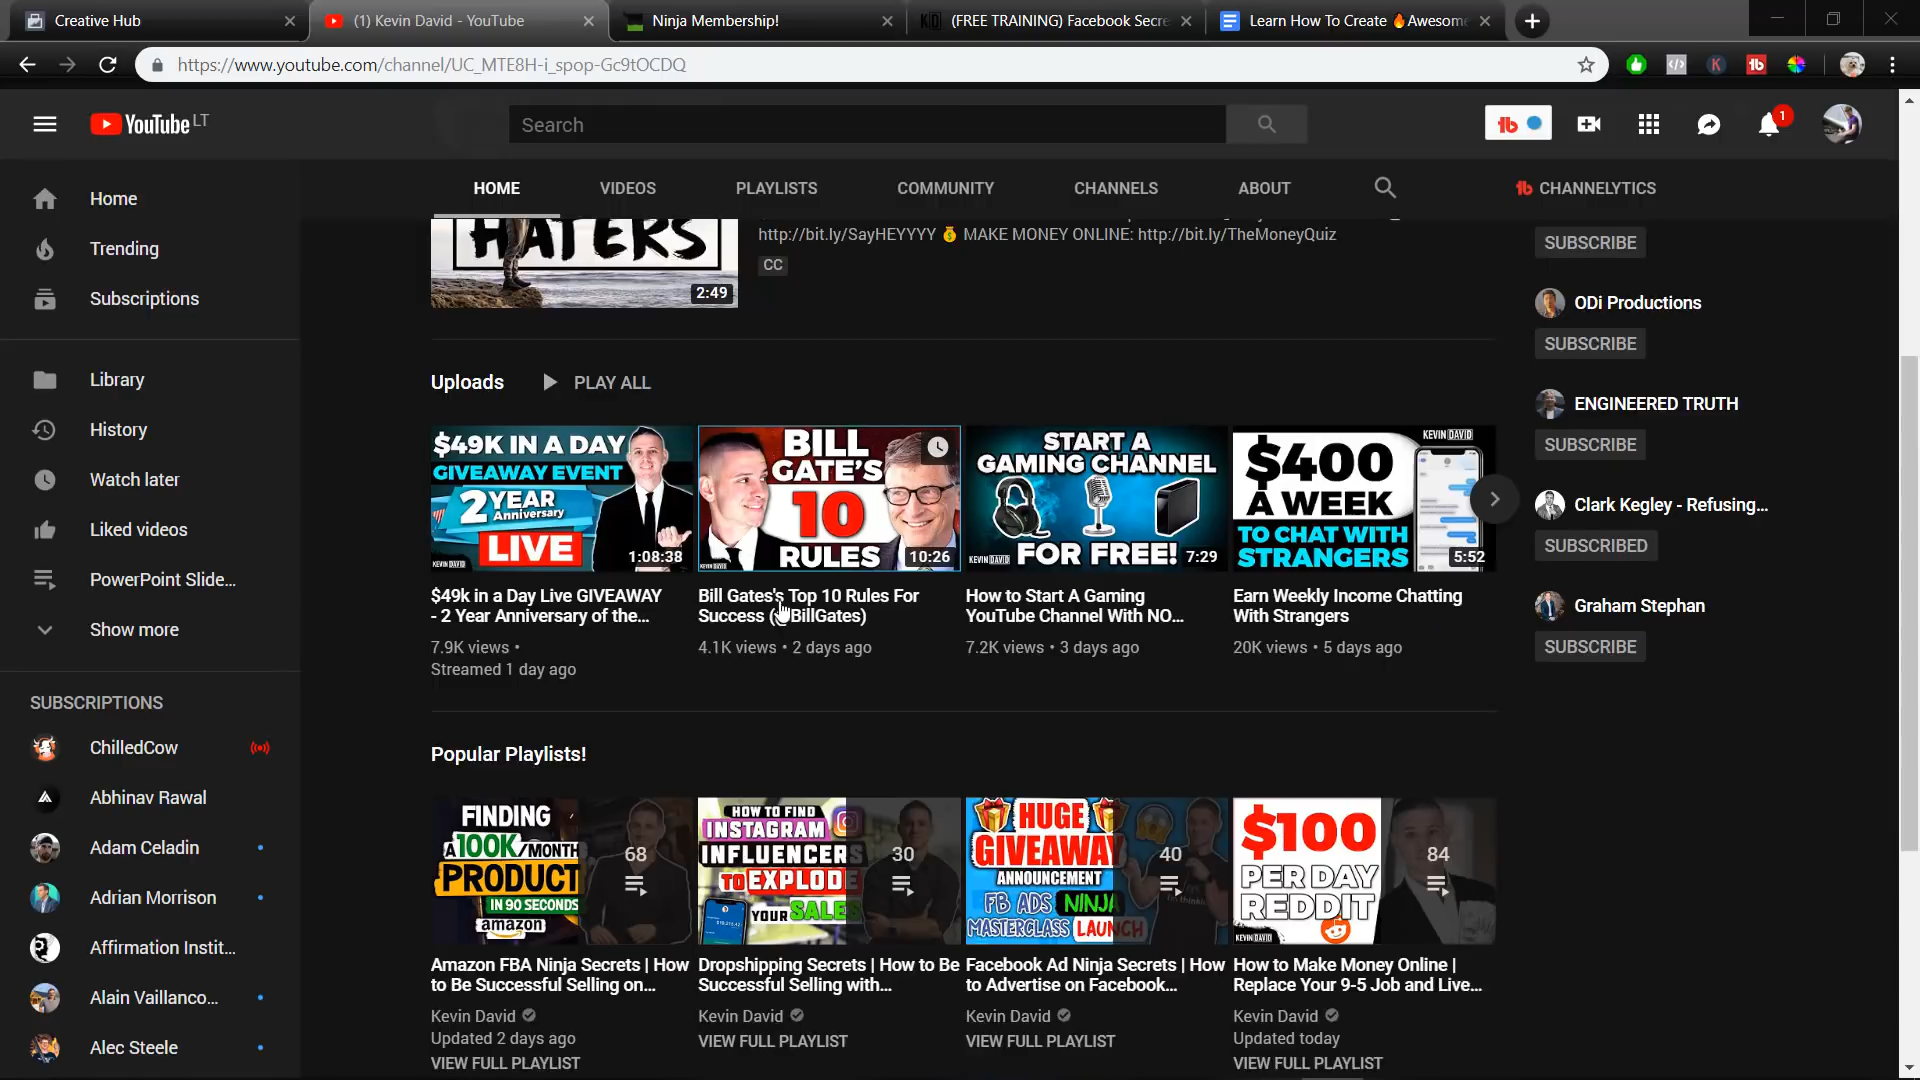 Creative Hub
(1) Kevin David - YouTube
Ninja Membership!
(FREE TRAINING) Facebook Secre
Learn How To Create 🔥Awesom
https://www.youtube.com/channel/UC_MTE8H-i_spop-Gc9tOCDQ
YouTube LT
Search
1
HOME
VIDEOS
PLAYLISTS
COMMUNITY
CHANNELS
ABOUT
CHANNELYTICS
Home
Trending
Subscriptions
Library
History
Watch later
Liked videos
PowerPoint Slide...
Show more
SUBSCRIPTIONS
ChilledCow
Abhinav Rawal
Adam Celadin
Adrian Morrison
Affirmation Instit...
Alain Vaillanco...
Alec Steele
HATERS
2:49
http://bit.ly/SayHEYYYY 💰 MAKE MONEY ONLINE: http://bit.ly/TheMoneyQuiz
CC
Uploads
PLAY ALL
$49K IN A DAY
GIVEAWAY EVENT
2 YEAR
Anniversary
LIVE
KEVIN DAVID
1:08:38
$49k in a Day Live GIVEAWAY
- 2 Year Anniversary of the...
7.9K views •
Streamed 1 day ago
BILL
GATE'S
10
RULES
KEVIN DAVID
10:26
Bill Gates's Top 10 Rules For
Success (@BillGates)
4.1K views • 2 days ago
START A
GAMING CHANNEL
FOR FREE!
KEVIN DAVID
7:29
How to Start A Gaming
YouTube Channel With NO...
7.2K views • 3 days ago
KEVIN DAVID
$400
A WEEK
TO CHAT WITH
STRANGERS
5:52
Earn Weekly Income Chatting
With Strangers
20K views • 5 days ago
Popular Playlists!
FINDING
A 100K/MONTH
PRODUCT
IN 90 SECONDS
amazon
68
Amazon FBA Ninja Secrets | How
to Be Successful Selling on...
Kevin David
Updated 2 days ago
VIEW FULL PLAYLIST
HOW TO FIND
INSTAGRAM
INFLUENCERS
TO EXPLODE
YOUR SALE
30
Dropshipping Secrets | How to Be
Successful Selling with...
Kevin David
VIEW FULL PLAYLIST
HUGE
GIVEAWAY
ANNOUNCEMENT
FB ADS NINJA
MASTERCLASS LAUNCH
40
Facebook Ad Ninja Secrets | How
to Advertise on Facebook...
Kevin David
VIEW FULL PLAYLIST
$100
PER DAY
REDDIT
KEVIN DAVID
84
How to Make Money Online |
Replace Your 9-5 Job and Live...
Kevin David
Updated today
VIEW FULL PLAYLIST
SUBSCRIBE
ODi Productions
SUBSCRIBE
ENGINEERED TRUTH
SUBSCRIBE
Clark Kegley - Refusing...
SUBSCRIBED
Graham Stephan
SUBSCRIBE